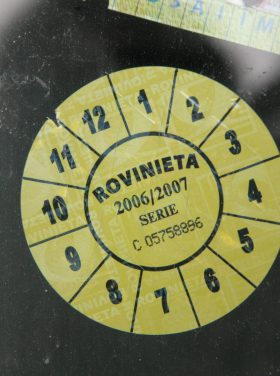 12 1 2 3 4 5 6 7 8 9 10 11
ROVINIETA
2006/2007
SERIE
C 05758896